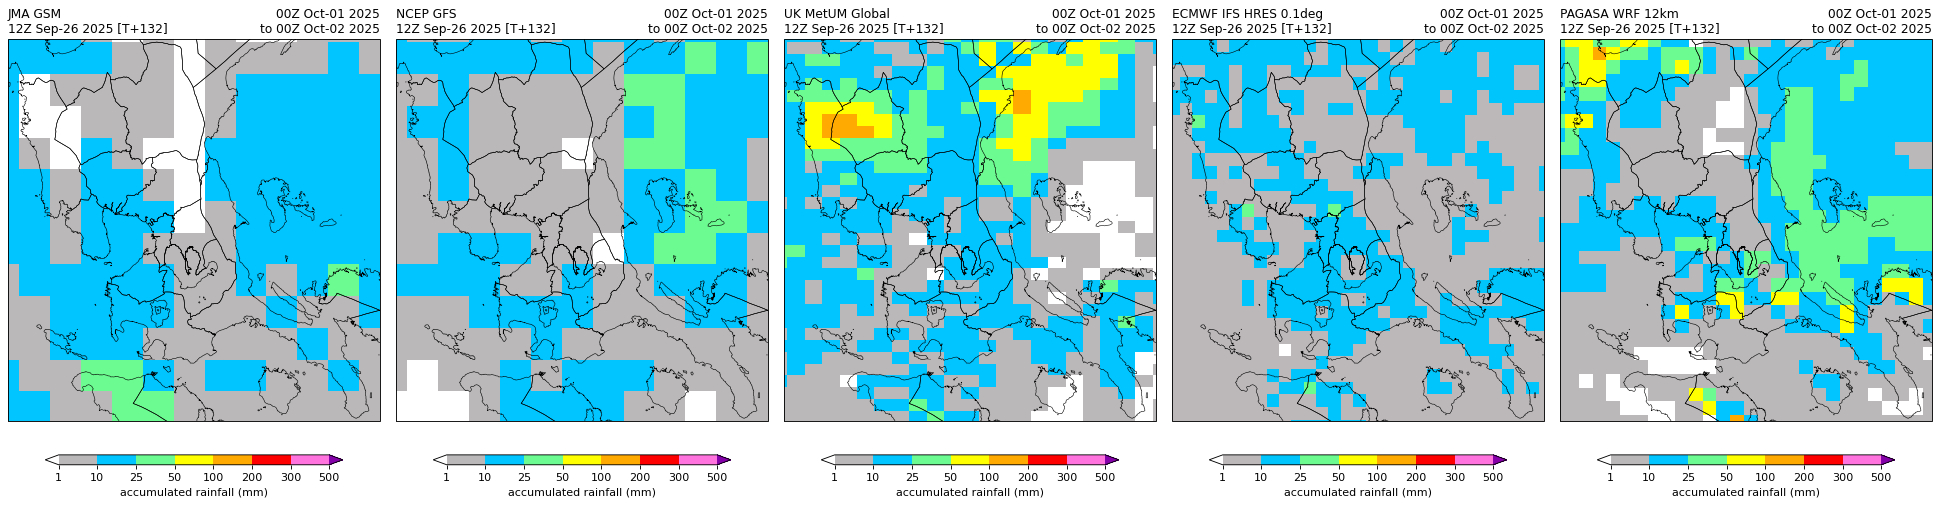 JMA GSM 00Z Oct-01 2025
12Z Sep-26 2025 [T+132] to 00Z Oct-02 2025
NCEP GFS 00Z Oct-01 2025
12Z Sep-26 2025 [T+132] to 00Z Oct-02 2025
UK MetUM Global 00Z Oct-01 2025
12Z Sep-26 2025 [T+132] to 00Z Oct-02 2025
ECMWF IFS HRES 0.1deg 00Z Oct-01 2025
12Z Sep-26 2025 [T+132] to 00Z Oct-02 2025
PAGASA WRF 12km 00Z Oct-01 2025
12Z Sep-26 2025 [T+132] to 00Z Oct-02 2025
1 10 25 50 100 200 300 500
accumulated rainfall (mm)
1 10 25 50 100 200 300 500
accumulated rainfall (mm)
1 10 25 50 100 200 300 500
accumulated rainfall (mm)
1 10 25 50 100 200 300 500
accumulated rainfall (mm)
1 10 25 50 100 200 300 500
accumulated rainfall (mm)